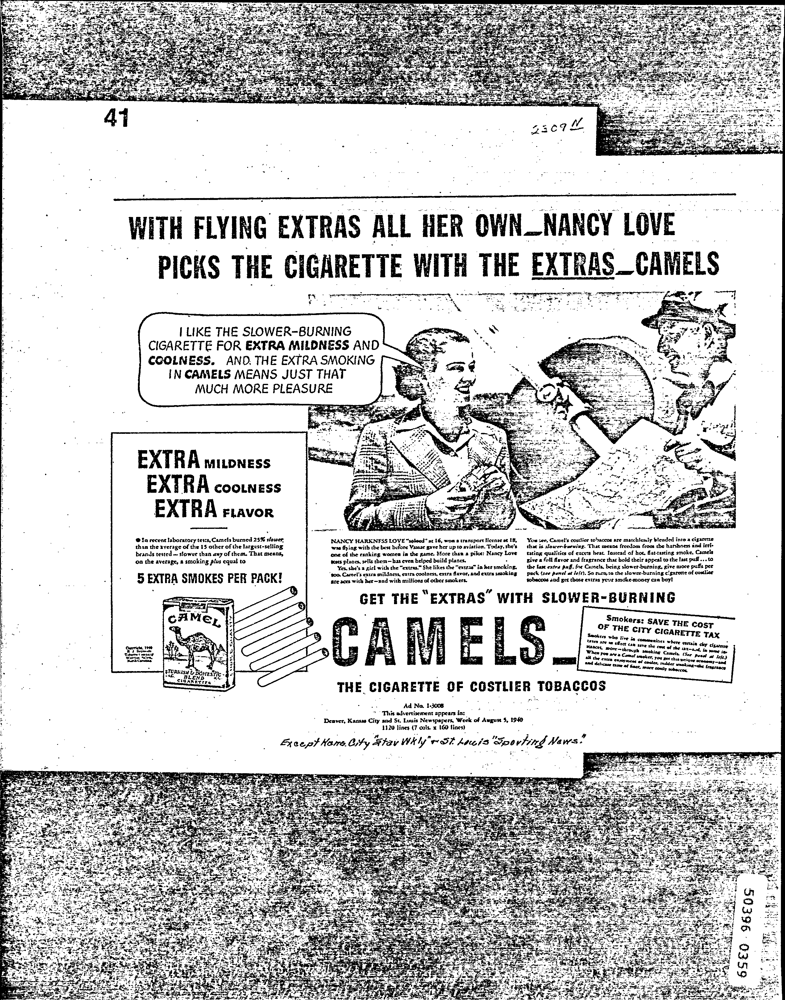 41
2309 N
WITH FLYING EXTRAS ALL HER OWN—NANCY LOVE
PICKS THE CIGARETTE WITH THE EXTRAS—CAMELS
I LIKE THE SLOWER-BURNING
CIGARETTE FOR EXTRA MILDNESS AND
COOLNESS. AND THE EXTRA SMOKING
IN CAMELS MEANS JUST THAT
MUCH MORE PLEASURE
EXTRA MILDNESS
EXTRA COOLNESS
EXTRA FLAVOR
● In recent laboratory tests, Camels burned 25% slower
than the average of the 15 other of the largest-selling
brands tested — slower than any of them. That means,
on the average, a smoking plus equal to
5 EXTRA SMOKES PER PACK!
CAMEL
TURKISH & DOMESTIC
BLEND
CIGARETTES
NANCY HARKNESS LOVE "soloed" at 16, won a transport license at 18,
was flying with the best before Vassar gave her up to aviation. Today, she's
one of the ranking women in the game. More than a pilot: Nancy Love
tests planes, sells them — has even helped build planes.
Yes, she's a girl with the "extras." She likes the "extras" in her smoking,
too. Camel's extra mildness, extra coolness, extra flavor, and extra smoking
are aces with her — and with millions of other smokers.
You see, Camel's costlier tobaccos are matchlessly blended into a cigarette
that is slower-burning. That means freedom from the harshness and irri-
tating qualities of excess heat. Instead of hot, flat-tasting smoke, Camels
give a full flavor and fragrance that hold their appeal to the last puff... to
the last extra puff, for Camels, being slower-burning, give more puffs per
pack (see panel at left). So turn to the slower-burning cigarette of costlier
tobaccos and get those extras your smoke-money can buy!
GET THE "EXTRAS" WITH SLOWER-BURNING
CAMELS—
THE CIGARETTE OF COSTLIER TOBACCOS
Smokers: SAVE THE COST
OF THE CITY CIGARETTE TAX
Ad No. 1-3008
This advertisement appears in:
Denver, Kansas City and St. Louis Newspapers, Week of August 5, 1940
1120 lines (7 cols. x 160 lines)
Except Kans. City "Star Wkly" & St. Louis "Sporting News."
50396 0359